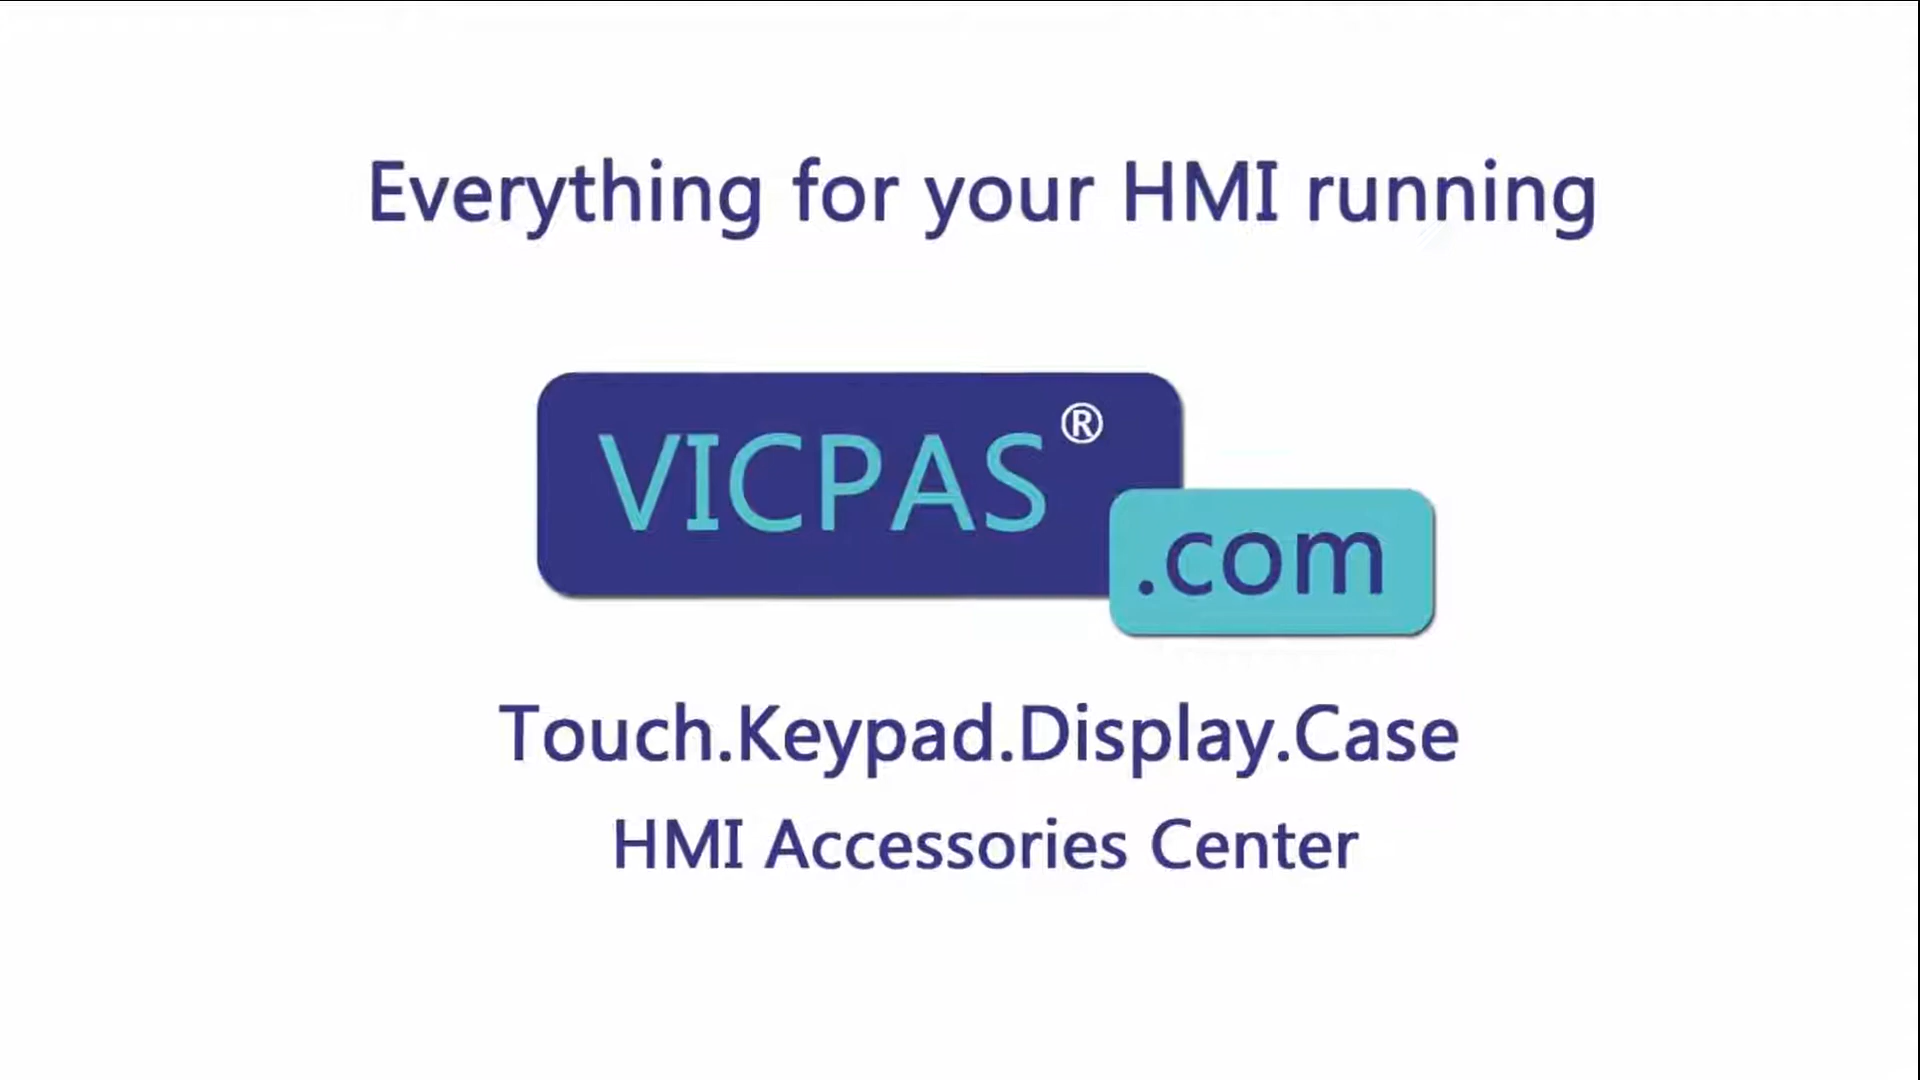 Everything for your HMI running
VICPAS®
.com
Touch.Keypad.Display.Case
HMI Accessories Center